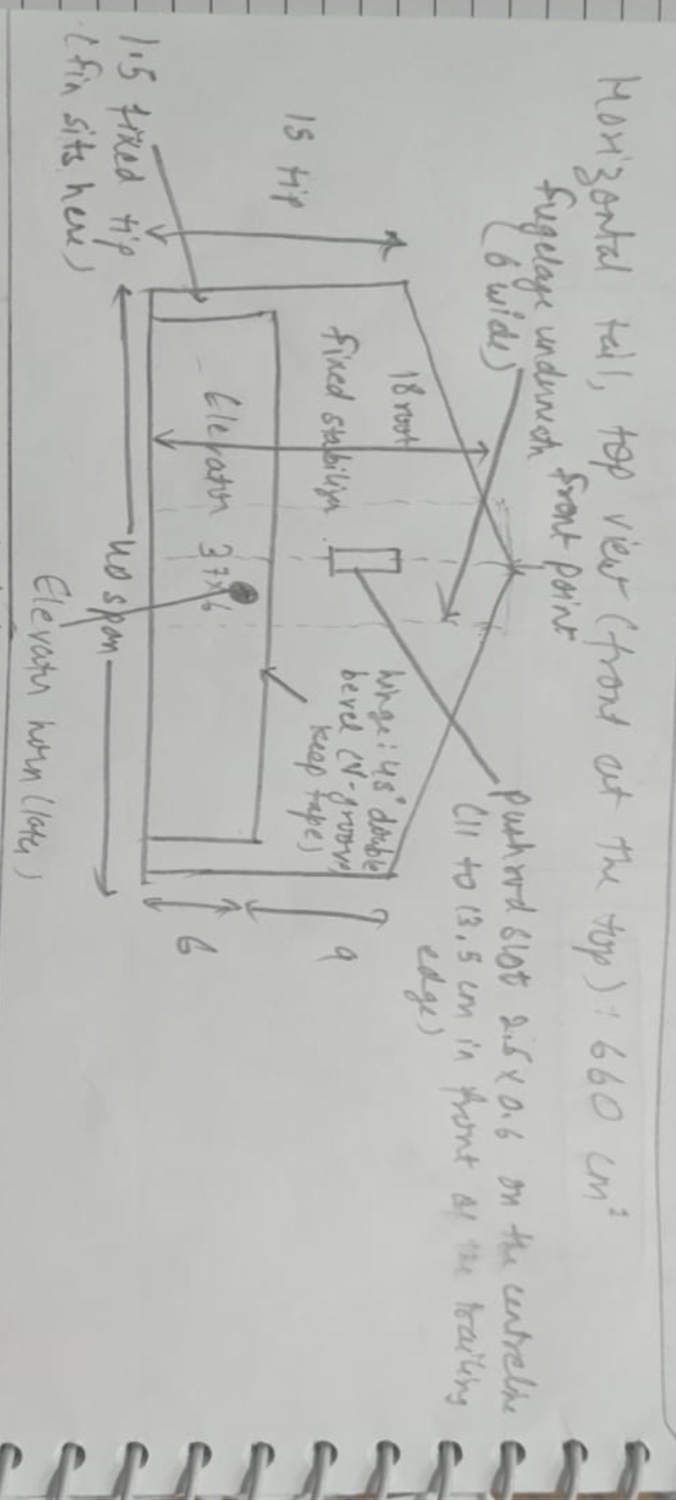 Horizontal tail, top view (front at the top): 660 cm²
fugelage underneath
(6 wide)
front point
pushrod slot 2.5 x 0.6 on the centreline
(11 to 13.5 cm in front of the trailing
edge)
18 root
15 tip
fixed stabilizer
hinge: 45° double
bevel (V-groove,
keep tape)
Elevator 37x6
9
6
1.5 fixed tip
(fin sits here)
40 span
Elevator horn (later)